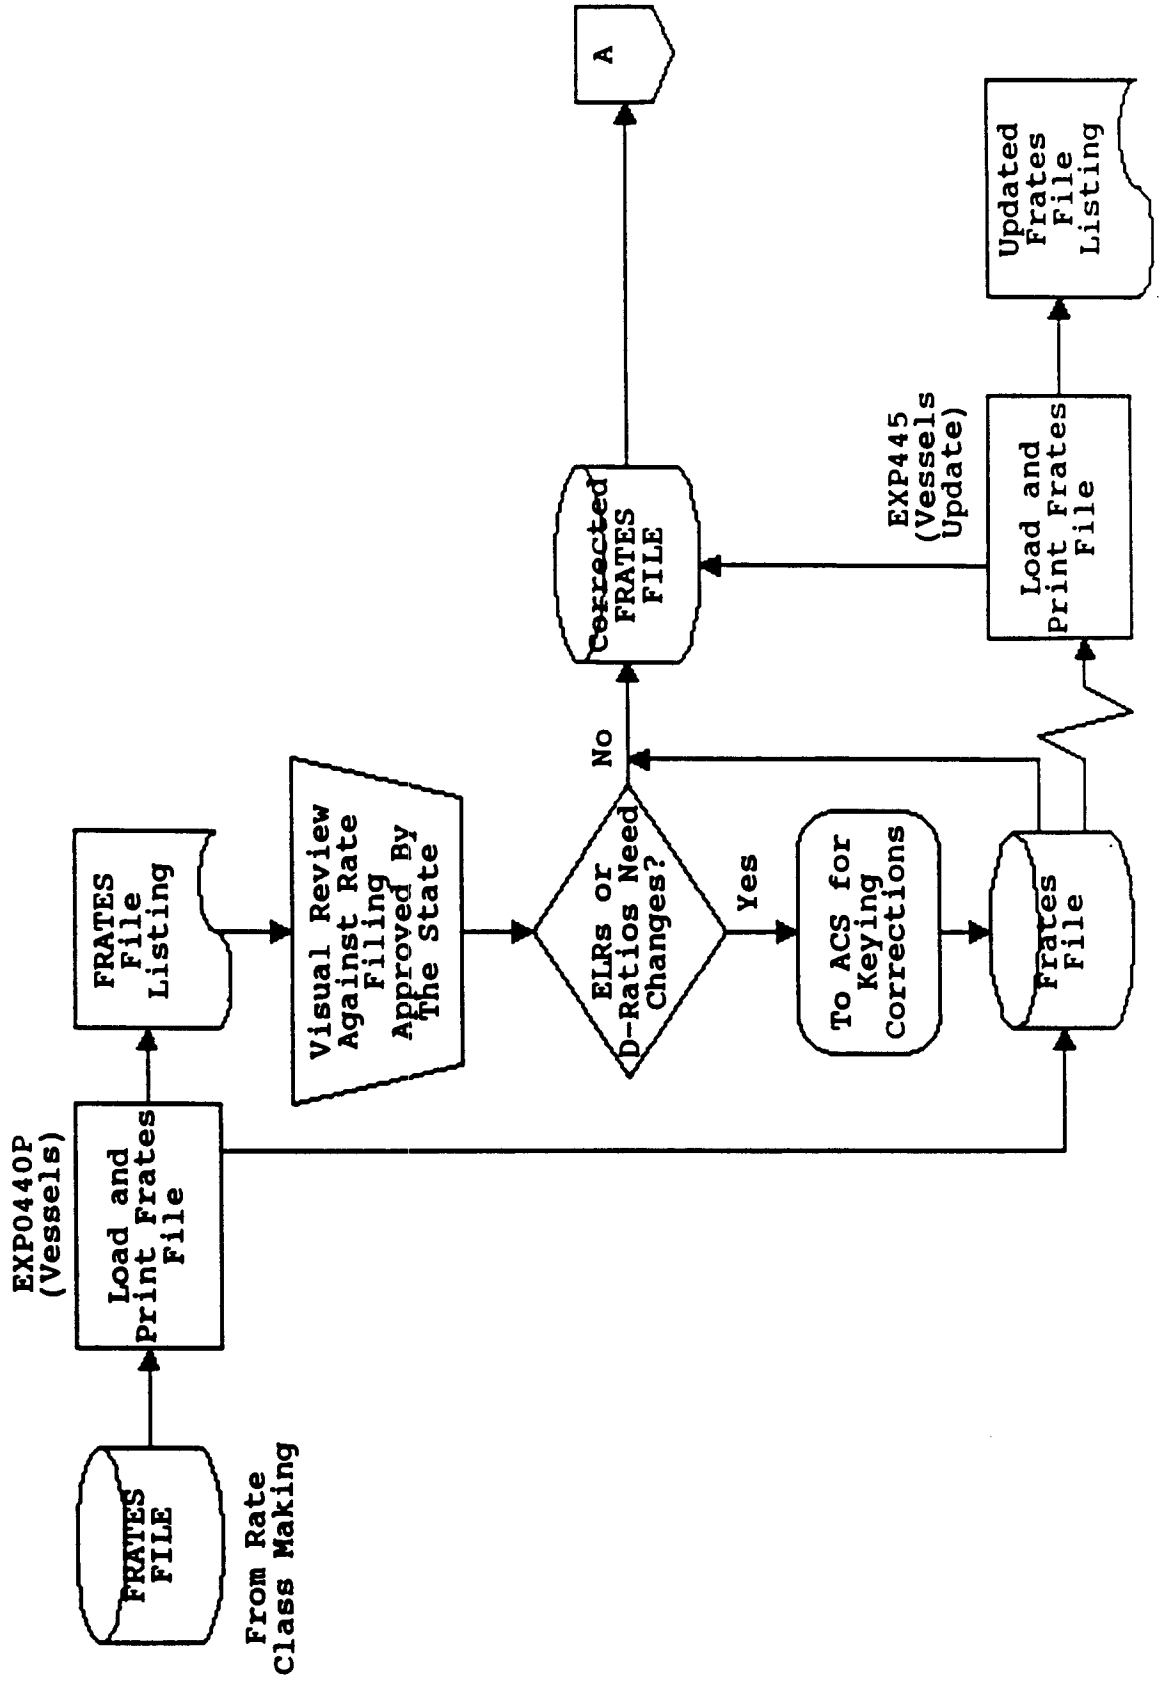 EXP0440P
(Vessels)
FRATES
FILE
From Rate
Class Making
Load and
Print Frates
File
FRATES
File
Listing
Visual Review
Against Rate
Filing
Approved By
The State
ELRs or
D-Ratios Need
Changes?
No
Yes
To ACS for
Keying
Corrections
Frates
File
Corrected
FRATES
FILE
A
EXP445
(Vessels
Update)
Load and
Print Frates
File
Updated
Frates
File
Listing